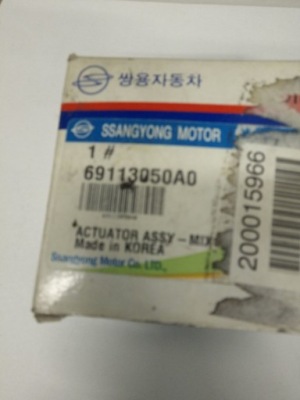 쌍용자동차
SSANGYONG MOTOR
1 #
69113050A0
ACTUATOR ASSY-MIX
Made in KOREA
Ssangyong Motor Co. LTD.,
200015966